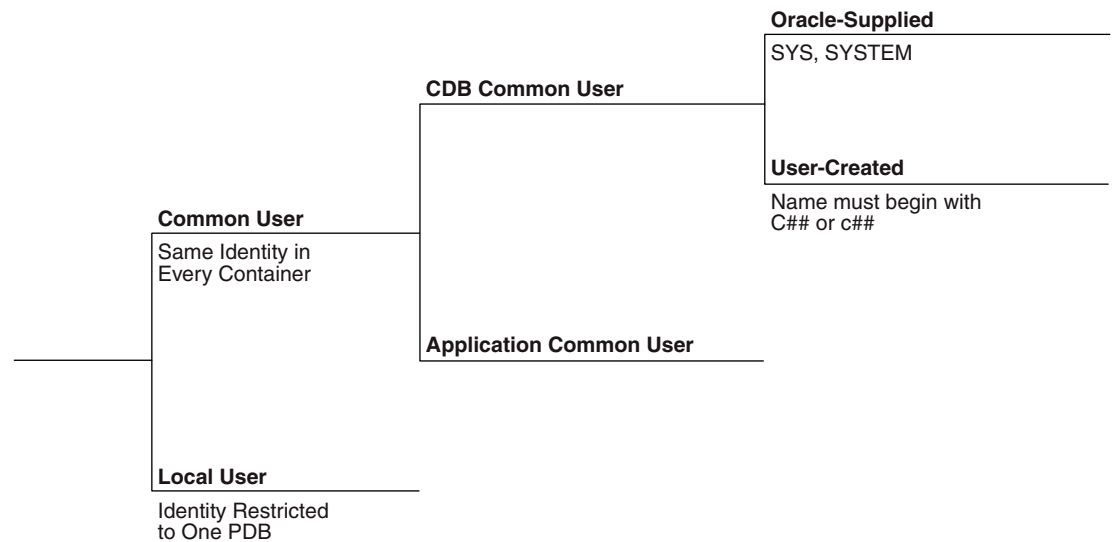 Oracle-Supplied
SYS, SYSTEM
CDB Common User
User-Created
Name must begin with
C## or c##
Common User
Same Identity in
Every Container
Application Common User
Local User
Identity Restricted
to One PDB